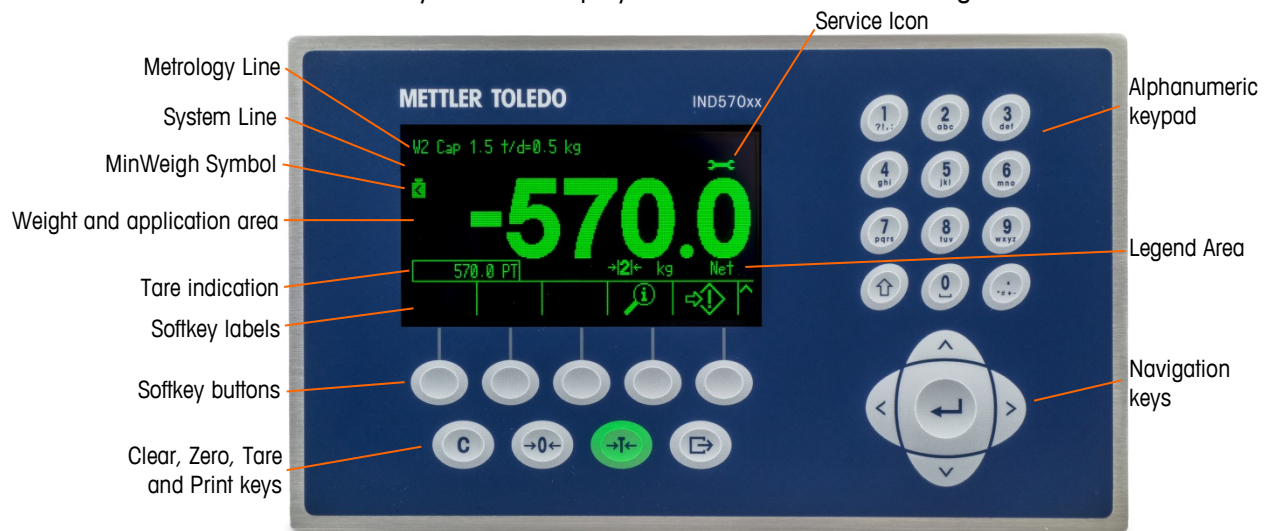 Service Icon
Metrology Line
System Line
MinWeigh Symbol
Weight and application area
Tare indication
Softkey labels
Softkey buttons
Clear, Zero, Tare
and Print keys
METTLER TOLEDO
IND570xx
W2 Cap 1.5 t/d=0.5 kg
-570.0
570.0 PT
→|2|← kg Net
C
→0←
→T←
1
?!,:
2
abc
3
def
4
ghi
5
jkl
6
mno
7
pqrs
8
tuv
9
wxyz
0
Alphanumeric
keypad
Legend Area
Navigation
keys